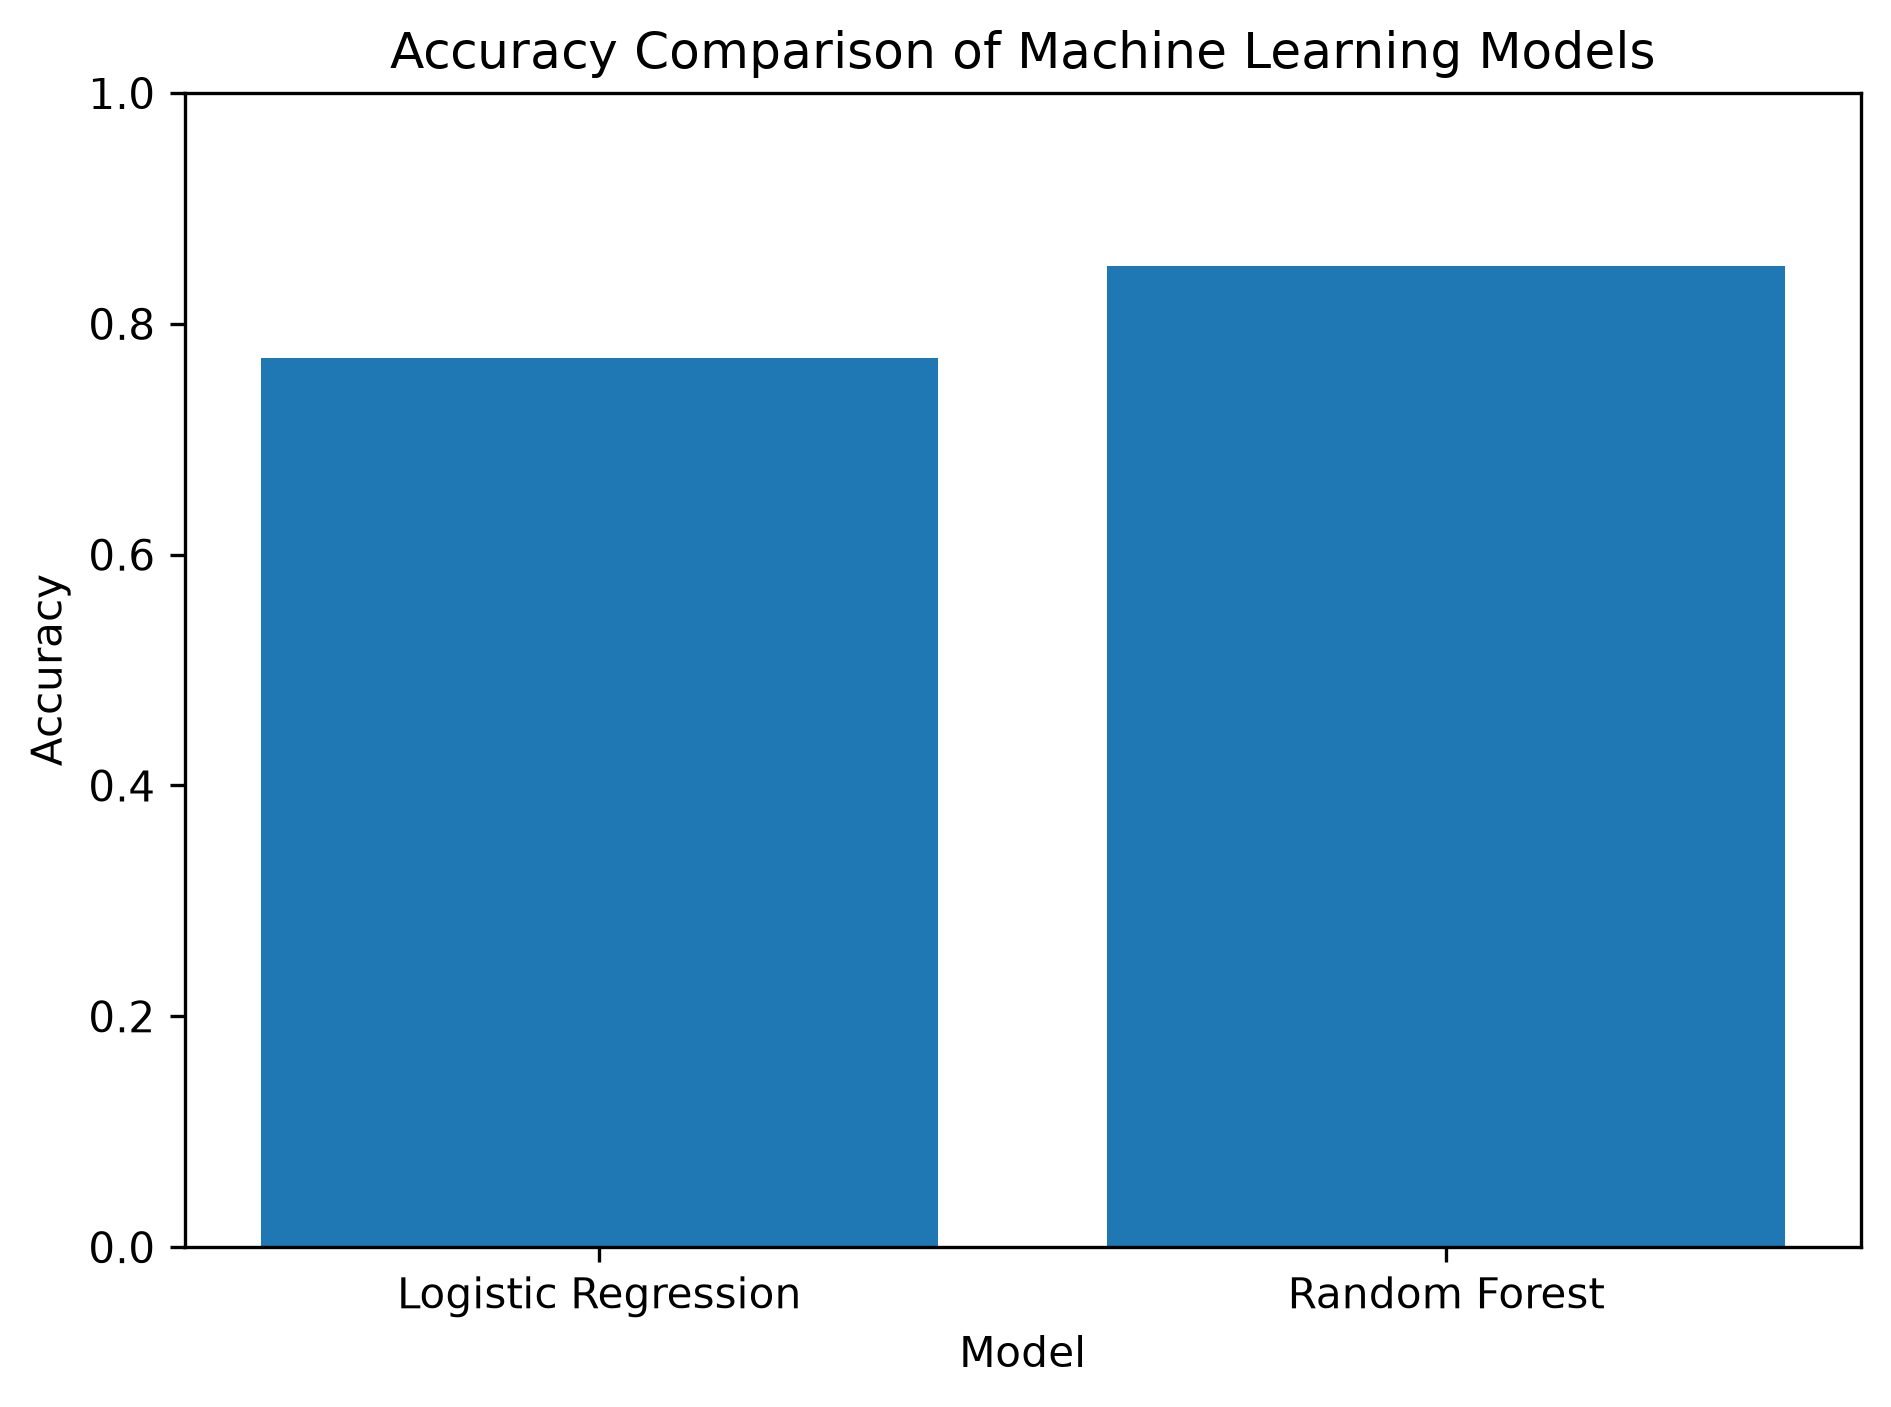 Accuracy Comparison of Machine Learning Models
1.0
0.8
0.6
0.4
0.2
0.0
Accuracy
Logistic Regression
Random Forest
Model